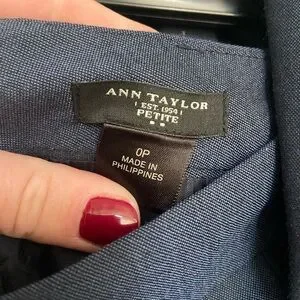 ANN TAYLOR
EST. 1954
PETITE
0P
MADE IN
PHILIPPINES